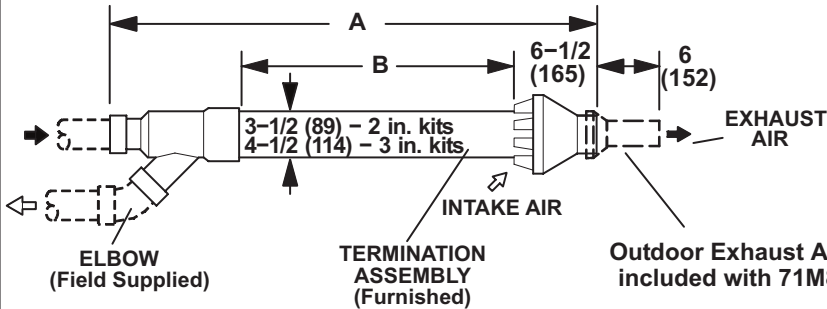 A
B
6−1/2
(165)
6
(152)
3−1/2 (89) − 2 in. kits
4−1/2 (114) − 3 in. kits
EXHAUST
AIR
INTAKE AIR
ELBOW
(Field Supplied)
TERMINATION
ASSEMBLY
(Furnished)
Outdoor Exhaust
included with